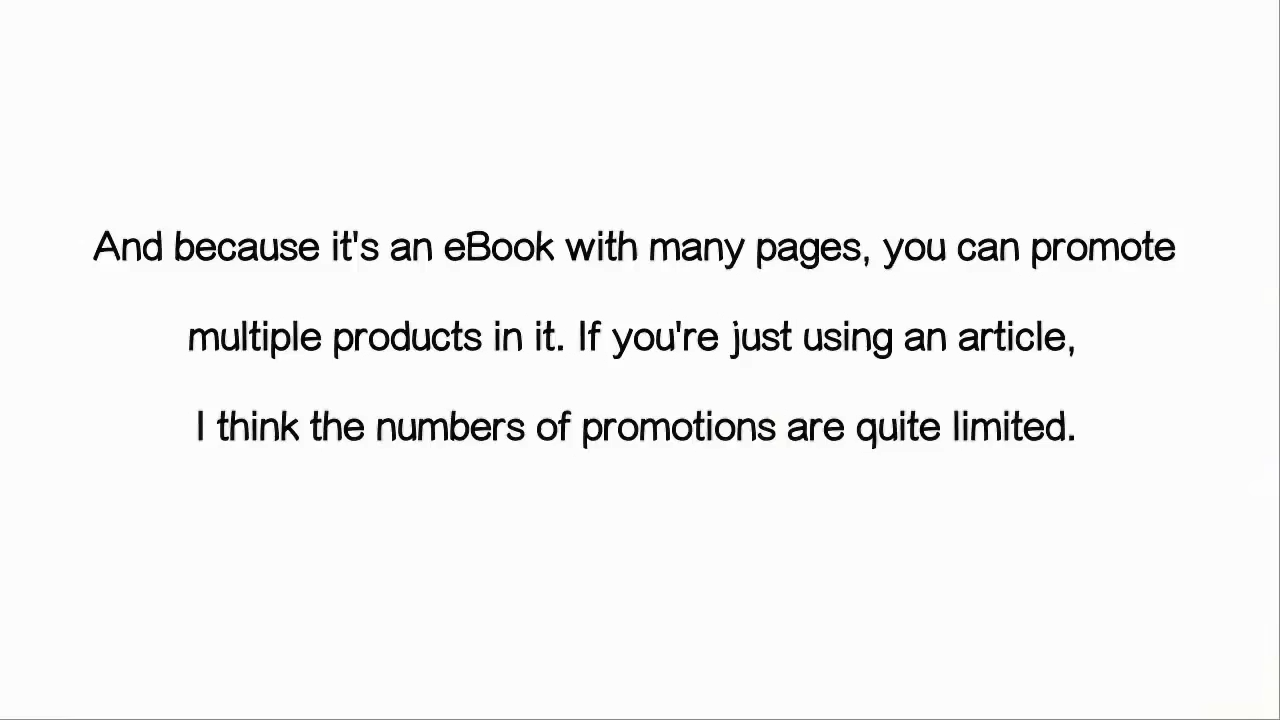 And because it's an eBook with many pages, you can promote
multiple products in it. If you're just using an article,
I think the numbers of promotions are quite limited.